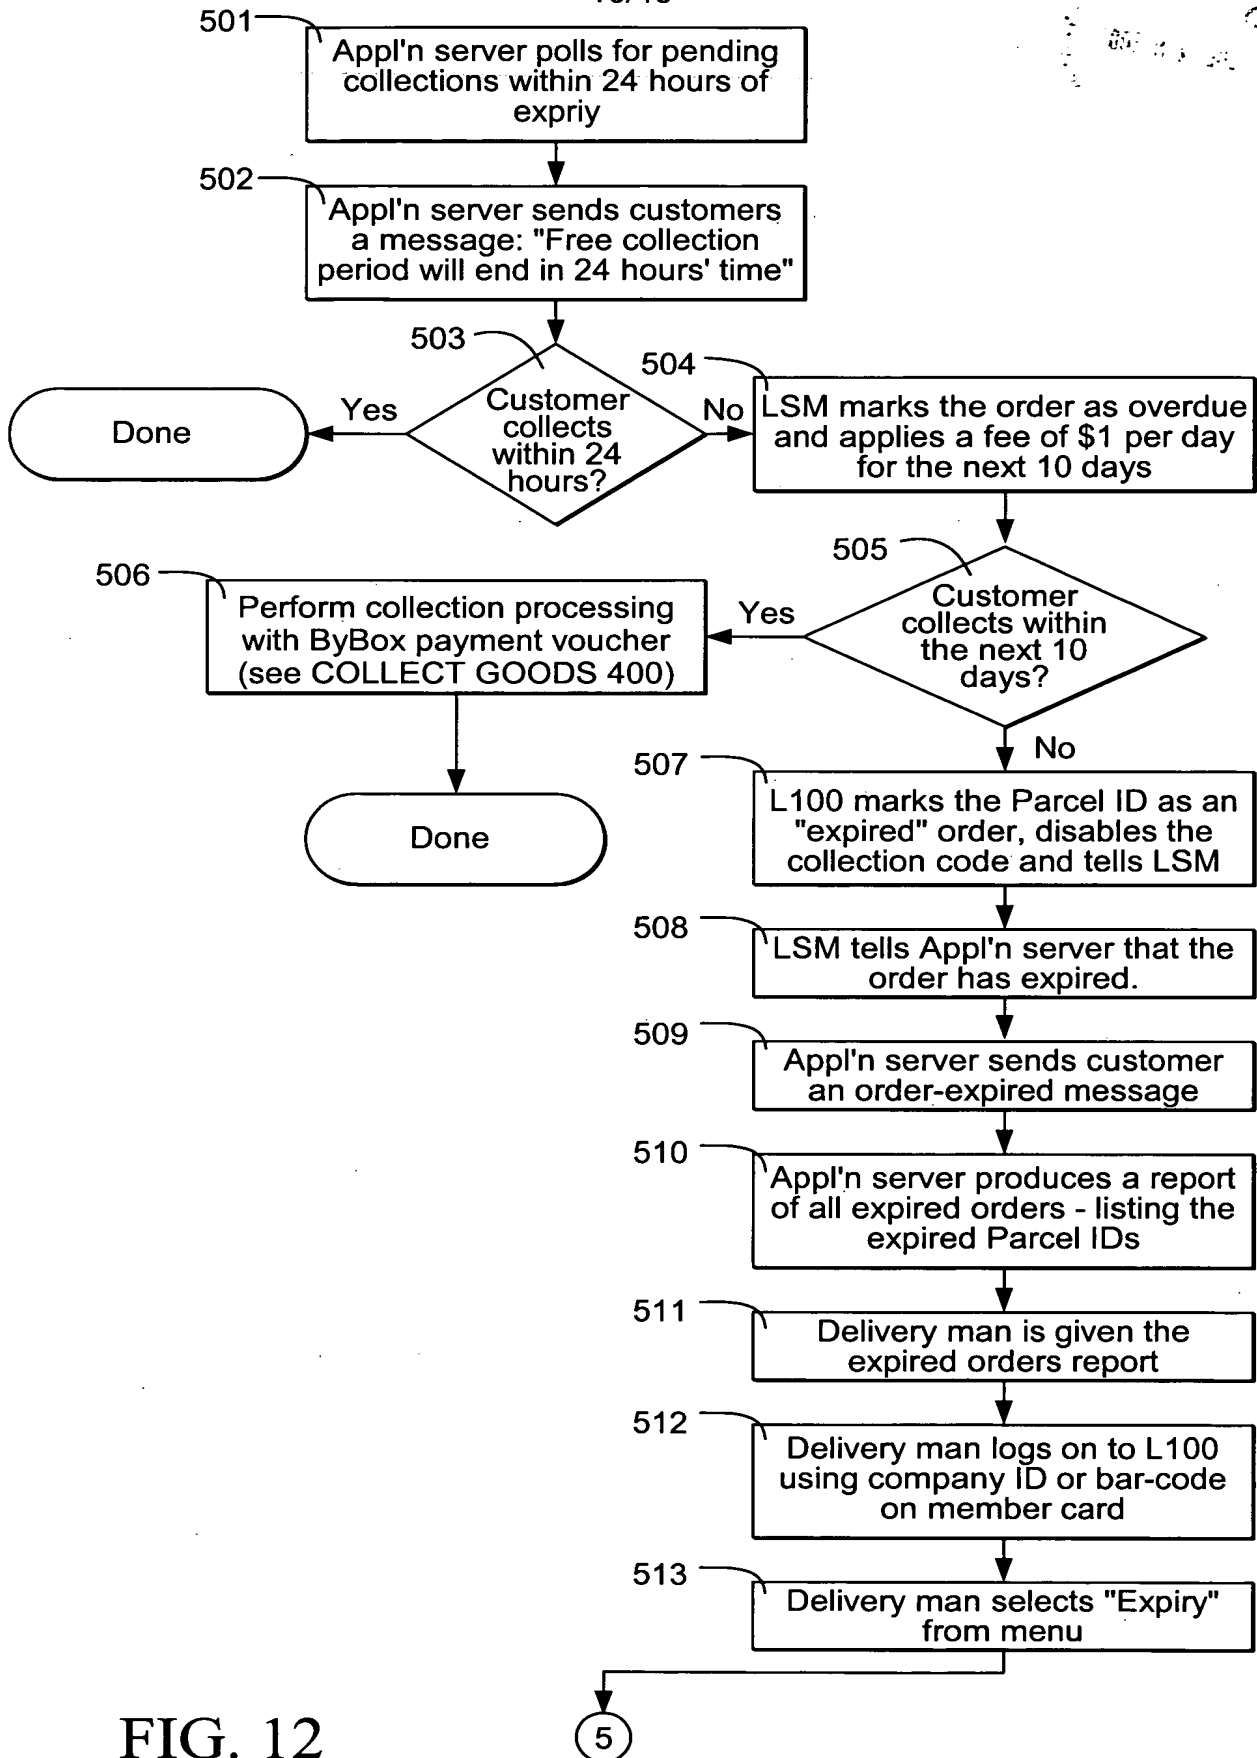 501
Appl'n server polls for pending
collections within 24 hours of
expriy
502
Appl'n server sends customers
a message: "Free collection
period will end in 24 hours' time"
503
Customer
collects
within 24
hours?
Yes
Done
No
504
LSM marks the order as overdue
and applies a fee of $1 per day
for the next 10 days
505
Customer
collects within
the next 10
days?
Yes
506
Perform collection processing
with ByBox payment voucher
(see COLLECT GOODS 400)
Done
No
507
L100 marks the Parcel ID as an
"expired" order, disables the
collection code and tells LSM
508
LSM tells Appl'n server that the
order has expired.
509
Appl'n server sends customer
an order-expired message
510
Appl'n server produces a report
of all expired orders - listing the
expired Parcel IDs
511
Delivery man is given the
expired orders report
512
Delivery man logs on to L100
using company ID or bar-code
on member card
513
Delivery man selects "Expiry"
from menu
5
FIG. 12